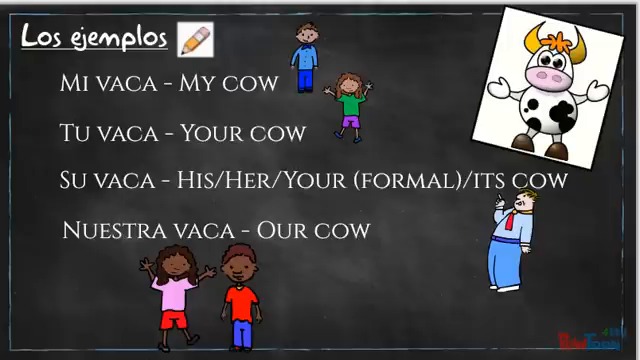 Los ejemplos
Mi vaca - My cow
Tu vaca - Your cow
Su vaca - His/Her/Your (formal)/its cow
Nuestra vaca - Our cow